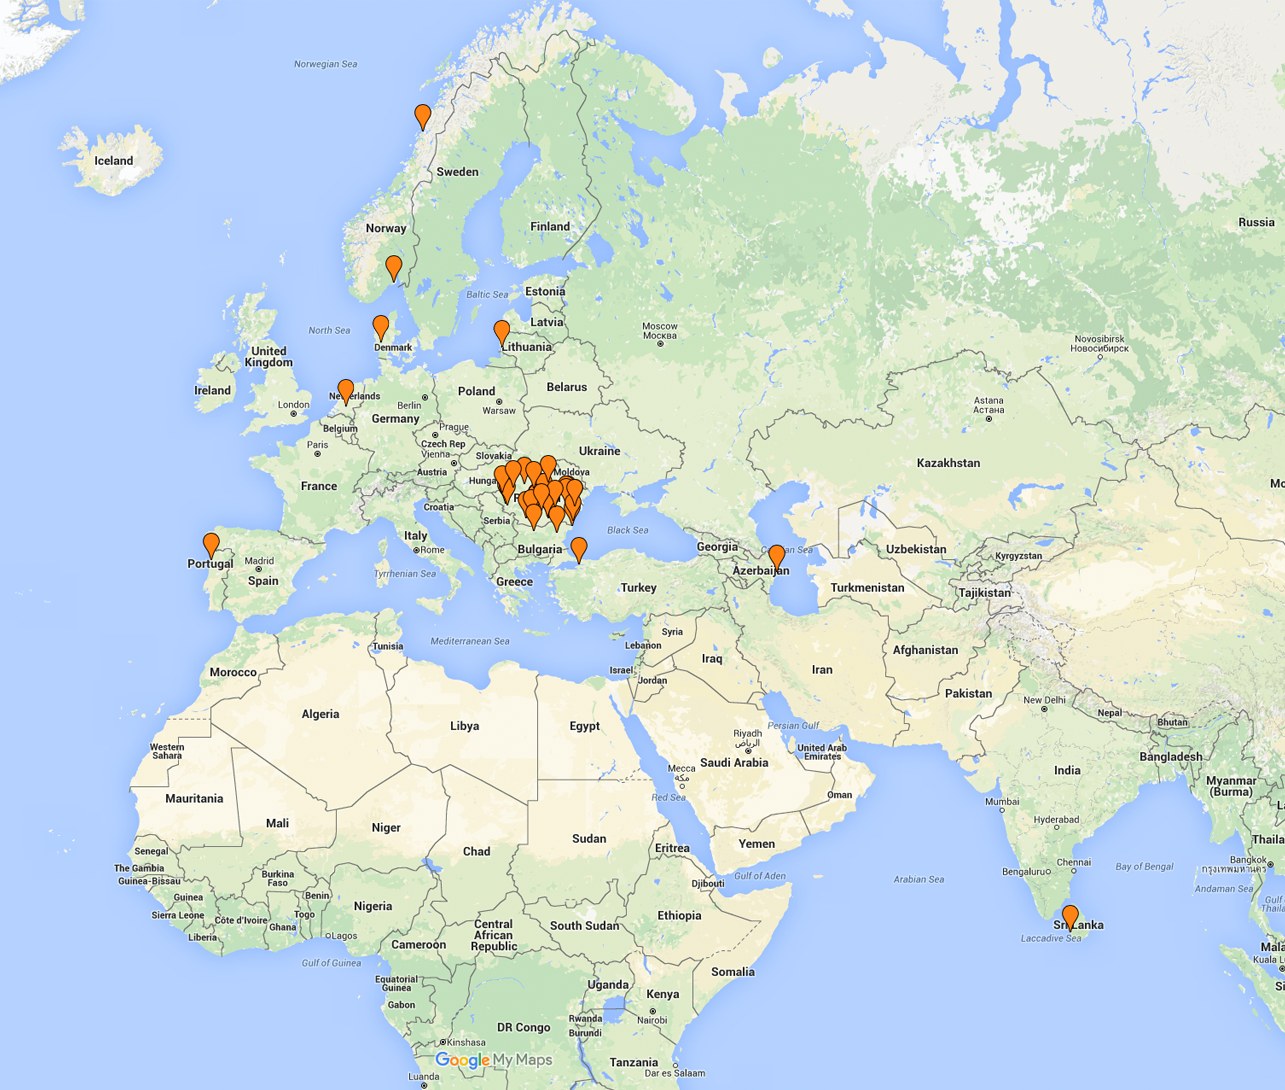 Norwegian Sea
Iceland
Sweden
Norway
Finland
Russia
Estonia
Baltic Sea
North Sea
Latvia
Moscow
Москва
Novosibirsk
Новосибирск
Denmark
Lithuania
United
Kingdom
Ireland
Belarus
Poland
Netherlands
London
Berlin
Warsaw
Astana
Астана
Germany
Belgium
Prague
Czech Rep
Paris
Vienna
Slovakia
Ukraine
Kazakhstan
Austria
Moldova
Hunga
France
Croatia
Serbia
Black Sea
Italy
Rome
Bulgaria
Georgia
an Sea
Uzbekistan
Kyrgyzstan
Portugal
Madrid
Spain
Tyrrhenian Sea
Greece
Turkey
Azerbaijan
Turkmenistan
Tajikistan
Mediterranean Sea
Syria
Tunisia
Lebanon
Iraq
Iran
Afghanistan
Morocco
Israel
Jordan
Pakistan
New Delhi
Nepal
Bhutan
Algeria
Libya
Egypt
Persian Gulf
Riyadh
الرياض
Western
Sahara
United Arab
Emirates
Saudi Arabia
Bangladesh
Mecca
مكة
India
Myanmar
(Burma)
Mauritania
Red Sea
Oman
Mumbai
Mali
Niger
Hyderabad
Sudan
Yemen
Thaila
Senegal
Chad
Eritrea
The Gambia
Guinea-Bissau
Burkina
Faso
Djibouti
Gulf of Aden
Arabian Sea
Chennai
Bengaluru
Bay of Bengal
Bangkok
กรุงเทพมหานคร
Andaman Sea
Guinea
Benin
Nigeria
Sierra Leone
Côte d'Ivoire
Togo
Ghana
Ethiopia
Central
African
Republic
South Sudan
Liberia
Lagos
Cameroon
Sri Lanka
Laccadive Sea
Gulf of Guinea
Somalia
Equatorial
Guinea
Uganda
Kenya
Gabon
Nairobi
Rwanda
Burundi
DR Congo
Kinshasa
Google My Maps
Tanzania
Dar es Salaam
Luanda